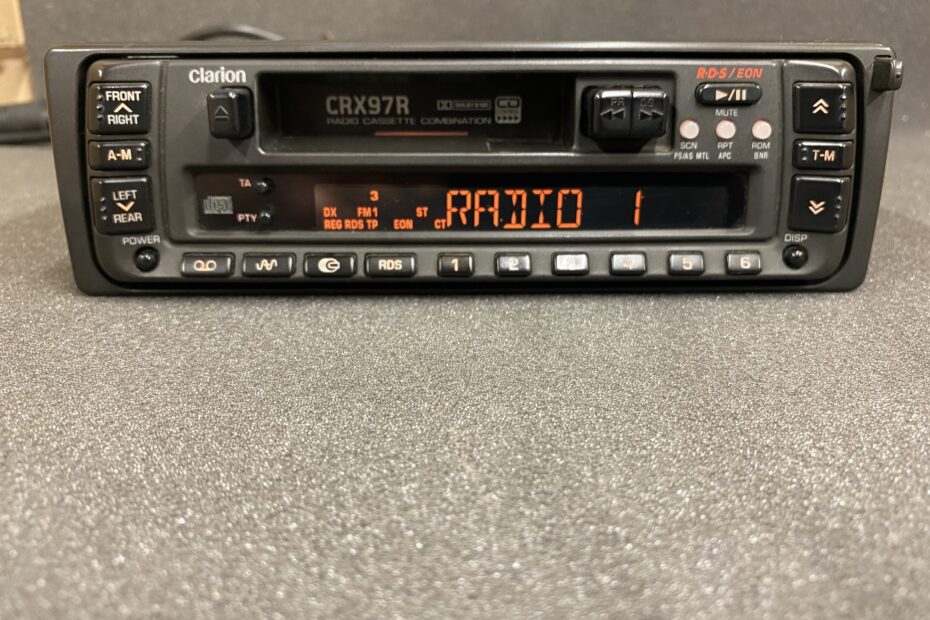 clarion
R·D·S/EON
FRONT
RIGHT
CRX97R
RADIO CASSETTE COMBINATION
CD
PR
DS
MUTE
SCN RPT RDM
PS/AS MTL APC BNR
A-M
T-M
LEFT
REAR
TA
PTY
3
DX FM1 ST
REG RDS TP EON CT
RADIO 1
POWER
DISP
RDS 1 2 3 4 5 6